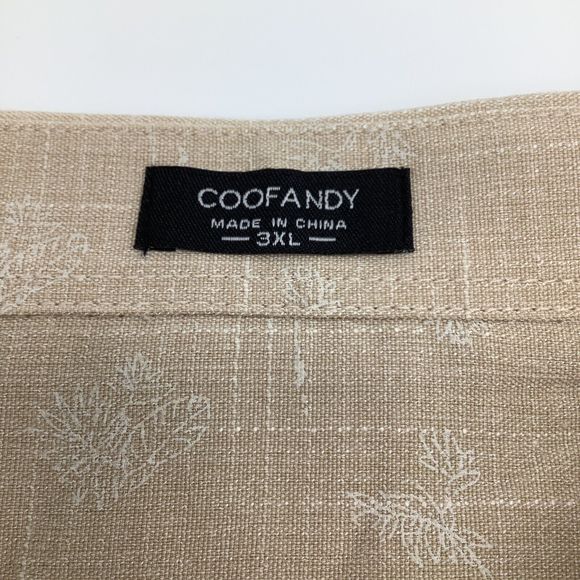 COOFANDY
MADE IN CHINA
— 3XL —